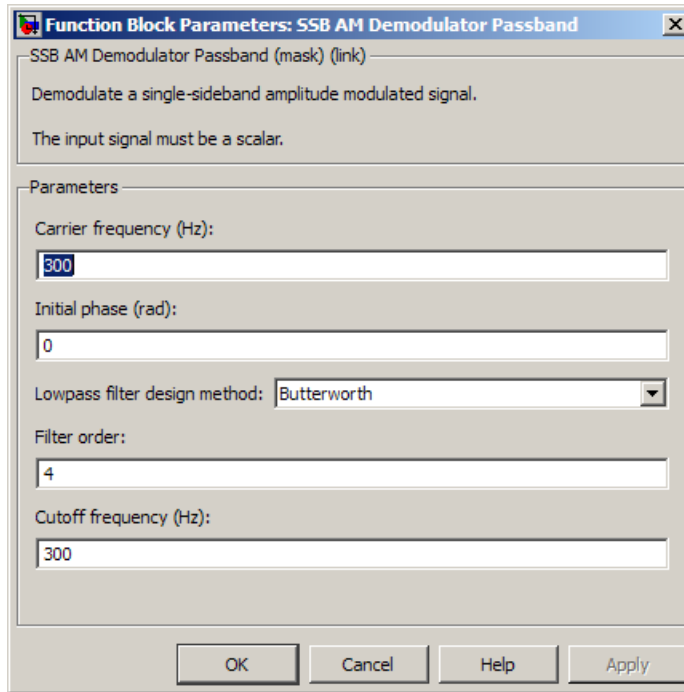 Function Block Parameters: SSB AM Demodulator Passband
SSB AM Demodulator Passband (mask) (link)
Demodulate a single-sideband amplitude modulated signal.
The input signal must be a scalar.
Parameters
Carrier frequency (Hz):
300
Initial phase (rad):
0
Lowpass filter design method: Butterworth
Filter order:
4
Cutoff frequency (Hz):
300
OK Cancel Help Apply